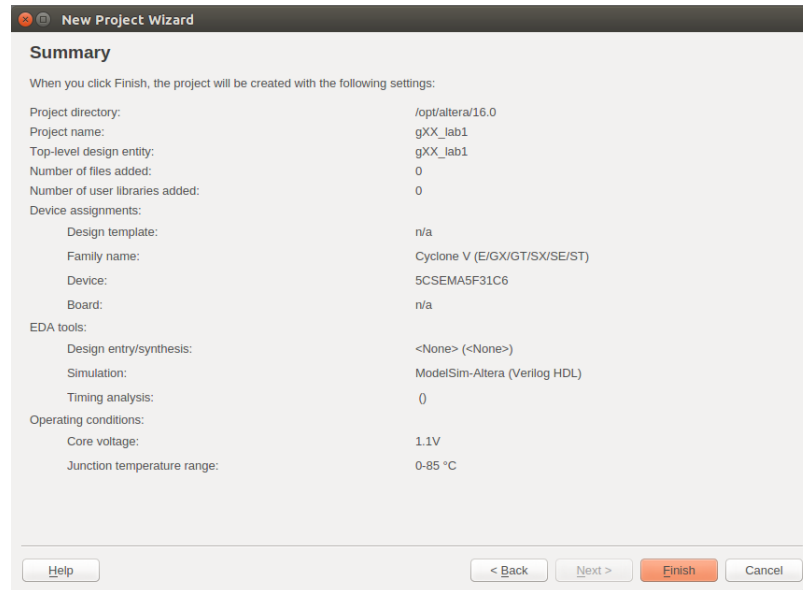 New Project Wizard
Summary
When you click Finish, the project will be created with the following settings:
Project directory: /opt/altera/16.0
Project name: gXX_lab1
Top-level design entity: gXX_lab1
Number of files added: 0
Number of user libraries added: 0
Device assignments:
Design template: n/a
Family name: Cyclone V (E/GX/GT/SX/SE/ST)
Device: 5CSEMA5F31C6
Board: n/a
EDA tools:
Design entry/synthesis: <None> (<None>)
Simulation: ModelSim-Altera (Verilog HDL)
Timing analysis: ()
Operating conditions:
Core voltage: 1.1V
Junction temperature range: 0-85 °C
Help < Back Next > Finish Cancel